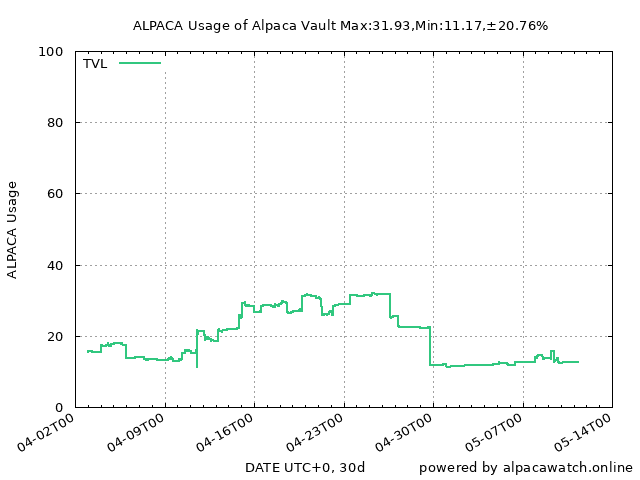 ALPACA Usage of Alpaca Vault Max:31.93,Min:11.17,±20.76%
TVL
100
80
60
40
20
0
ALPACA Usage
04-02T00
04-09T00
04-16T00
04-23T00
04-30T00
05-07T00
05-14T00
DATE UTC+0, 30d
powered by alpacawatch.online